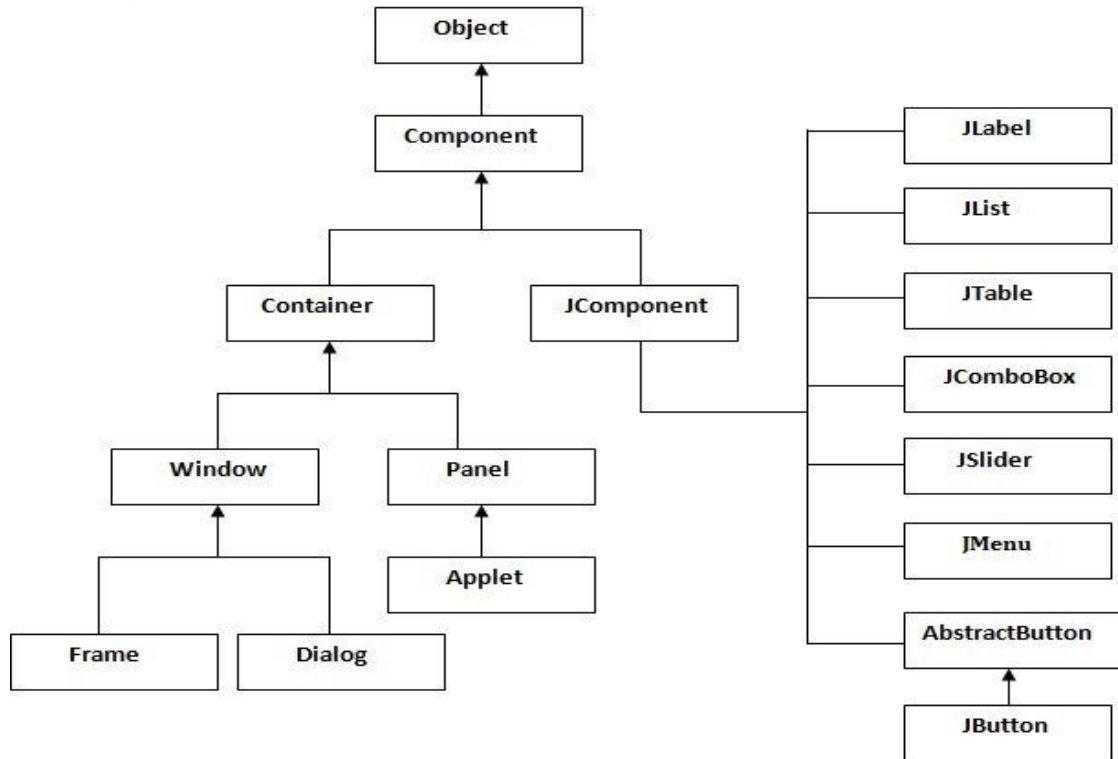 Object
Component
Container
JComponent
Window
Panel
Applet
Frame
Dialog
JLabel
JList
JTable
JComboBox
JSlider
JMenu
AbstractButton
JButton